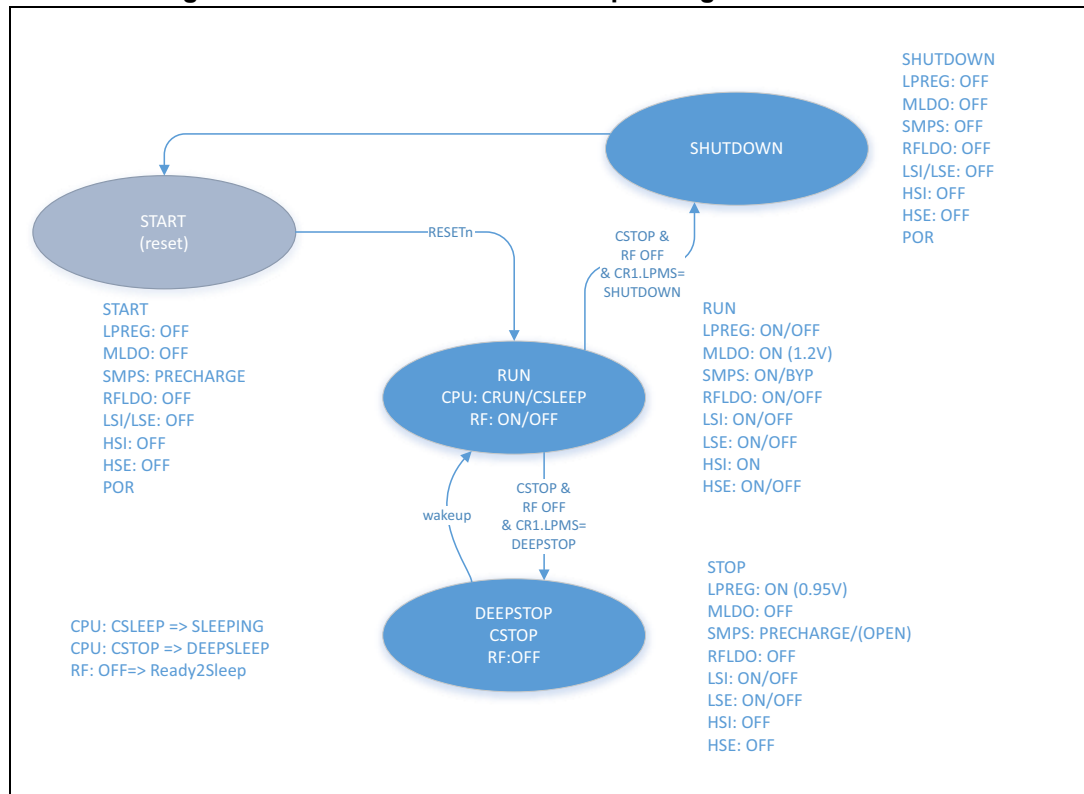 SHUTDOWN
LPREG: OFF
MLDO: OFF
SMPS: OFF
RFLDO: OFF
LSI/LSE: OFF
HSI: OFF
HSE: OFF
POR
SHUTDOWN
START
(reset)
RESETn
CSTOP &
RF OFF
& CR1.LPMS=
SHUTDOWN
START
LPREG: OFF
MLDO: OFF
SMPS: PRECHARGE
RFLDO: OFF
LSI/LSE: OFF
HSI: OFF
HSE: OFF
POR
RUN
CPU: CRUN/CSLEEP
RF: ON/OFF
RUN
LPREG: ON/OFF
MLDO: ON (1.2V)
SMPS: ON/BYP
RFLDO: ON/OFF
LSI: ON/OFF
LSE: ON/OFF
HSI: ON
HSE: ON/OFF
wakeup
CSTOP &
RF OFF
& CR1.LPMS=
DEEPSTOP
DEEPSTOP
CSTOP
RF:OFF
STOP
LPREG: ON (0.95V)
MLDO: OFF
SMPS: PRECHARGE/(OPEN)
RFLDO: OFF
LSI: ON/OFF
LSE: ON/OFF
HSI: OFF
HSE: OFF
CPU: CSLEEP => SLEEPING
CPU: CSTOP => DEEPSLEEP
RF: OFF=> Ready2Sleep